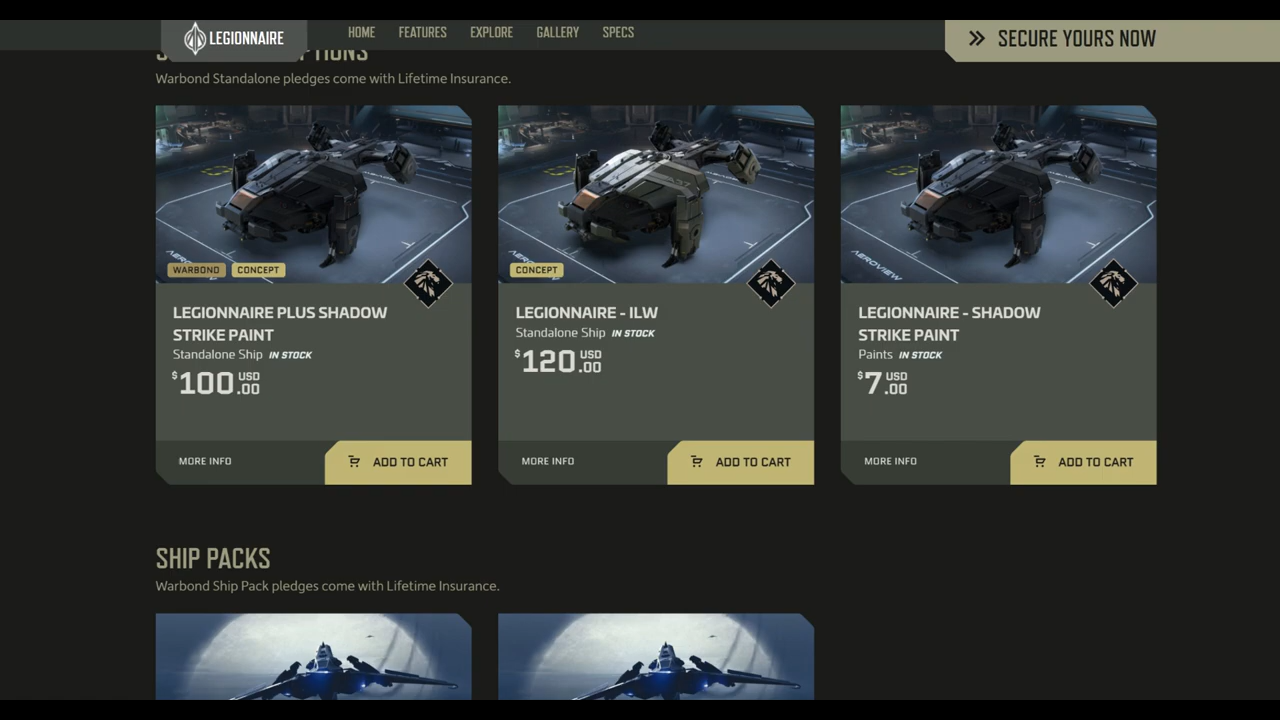 LEGIONNAIRE
HOME
FEATURES
EXPLORE
GALLERY
SPECS
SECURE YOURS NOW
Warbond Standalone pledges come with Lifetime Insurance.
WARBOND
CONCEPT
LEGIONNAIRE PLUS SHADOW
STRIKE PAINT
Standalone Ship IN STOCK
$100.00 USD
MORE INFO
ADD TO CART
CONCEPT
LEGIONNAIRE - ILW
Standalone Ship IN STOCK
$120.00 USD
MORE INFO
ADD TO CART
AEROVIEW
LEGIONNAIRE - SHADOW
STRIKE PAINT
Paints IN STOCK
$7.00 USD
MORE INFO
ADD TO CART
SHIP PACKS
Warbond Ship Pack pledges come with Lifetime Insurance.